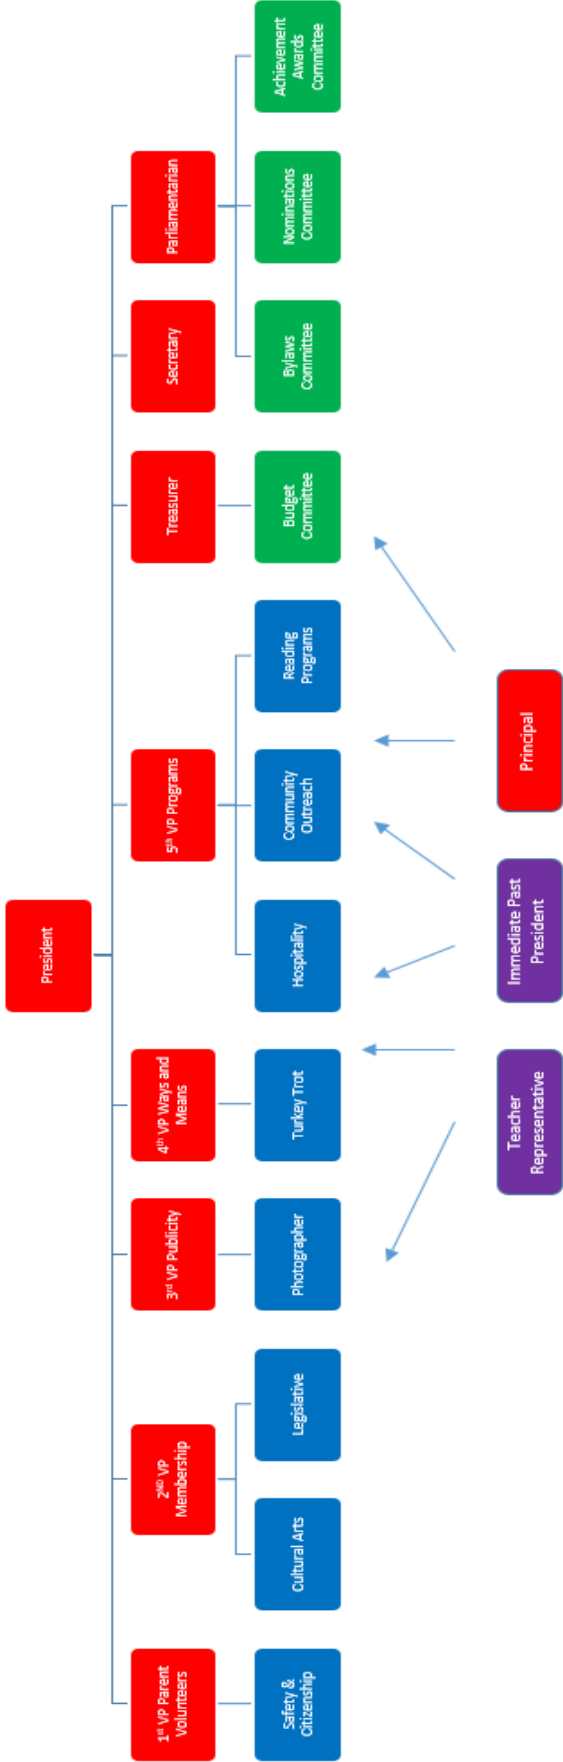 President
1st VP Parent
Volunteers
2ND VP
Membership
3rd VP Publicity
4th VP Ways and
Means
5th VP Programs
Treasurer
Secretary
Parliamentarian
Safety &
Citizenship
Cultural Arts
Legislative
Photographer
Turkey Trot
Hospitality
Community
Outreach
Reading
Programs
Budget
Committee
Bylaws
Committee
Nominations
Committee
Achievement
Awards
Committee
Teacher
Representative
Immediate Past
President
Principal